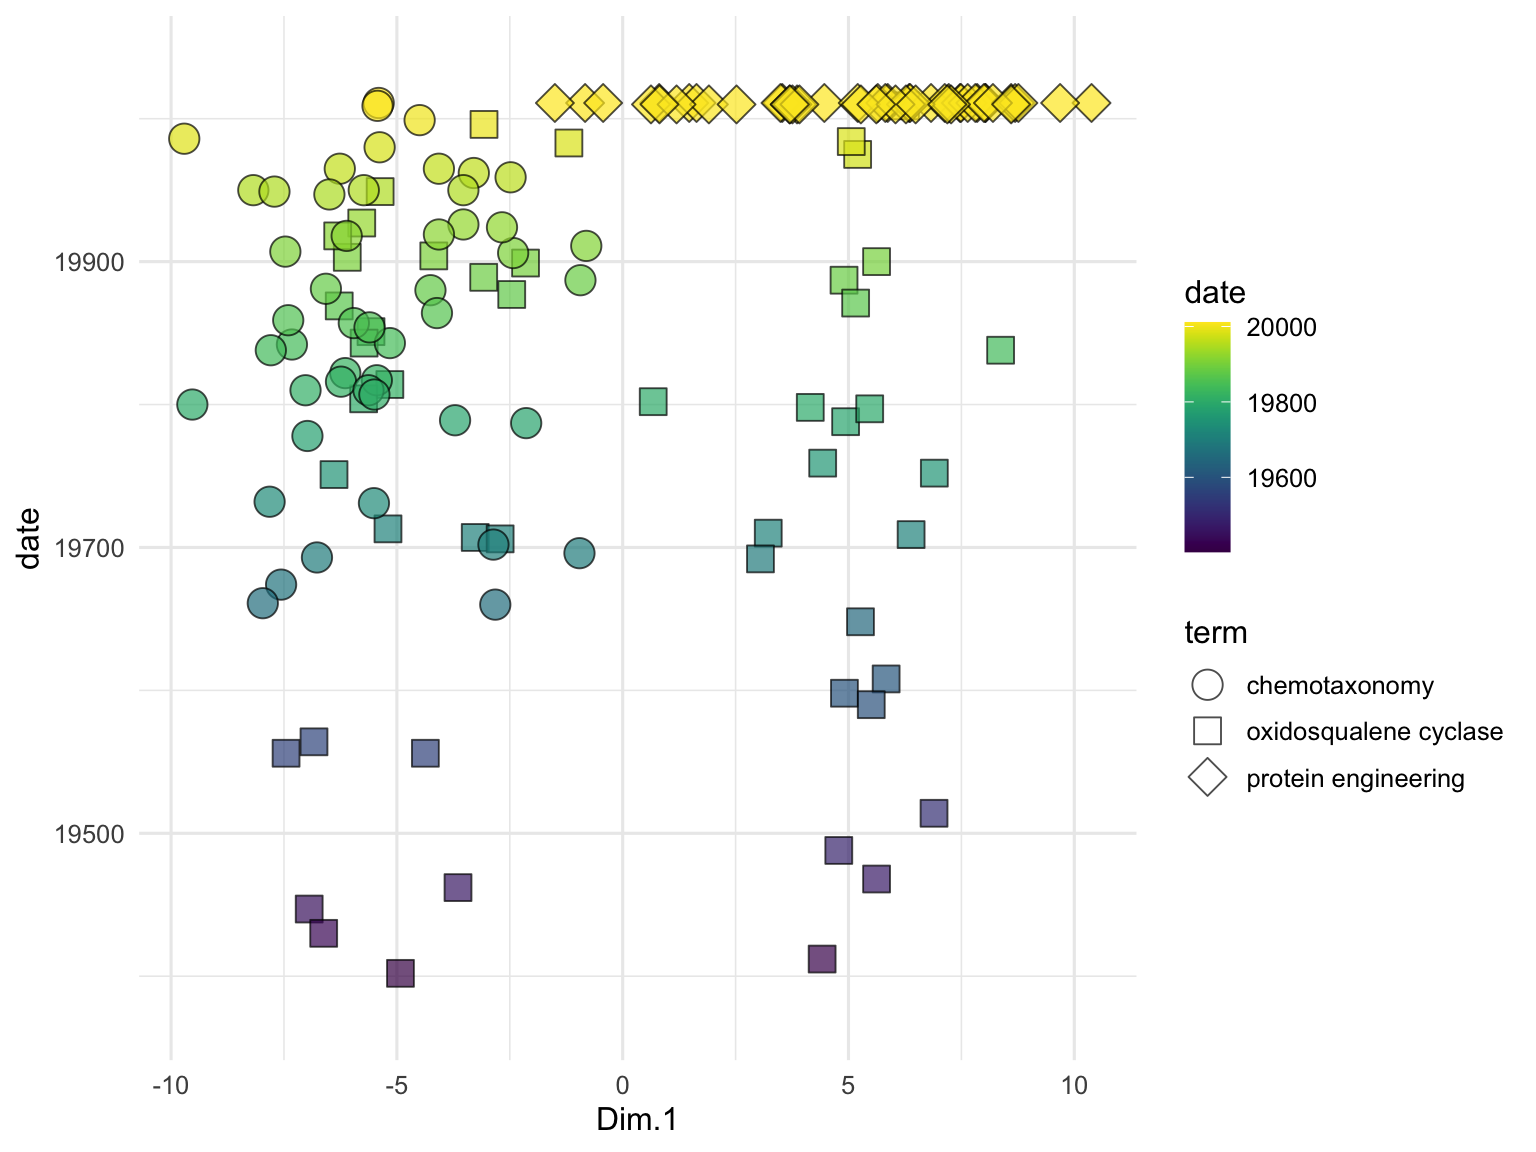 date
19900
19700
19500
-10
-5
0
5
10
Dim.1
date
20000
19800
19600
term
chemotaxonomy
oxidosqualene cyclase
protein engineering